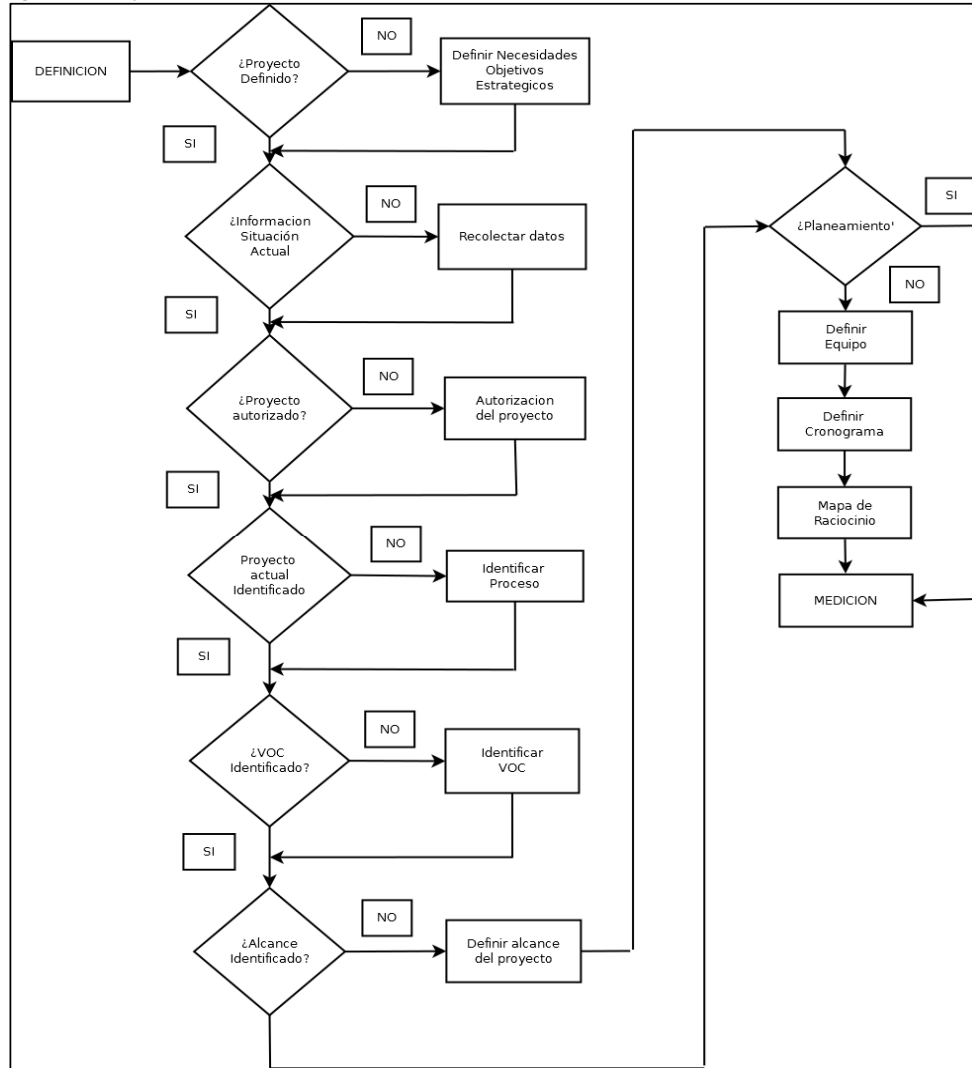 DEFINICION
¿Proyecto
Definido?
NO
Definir Necesidades
Objetivos
Estrategicos
SI
¿Informacion
Situación
Actual
NO
Recolectar datos
SI
¿Proyecto
autorizado?
NO
Autorizacion
del proyecto
SI
Proyecto
actual
Identificado
NO
Identificar
Proceso
SI
¿VOC
Identificado?
NO
Identificar
VOC
SI
¿Alcance
Identificado?
NO
Definir alcance
del proyecto
¿Planeamiento'
SI
NO
Definir
Equipo
Definir
Cronograma
Mapa de
Raciocinio
MEDICION